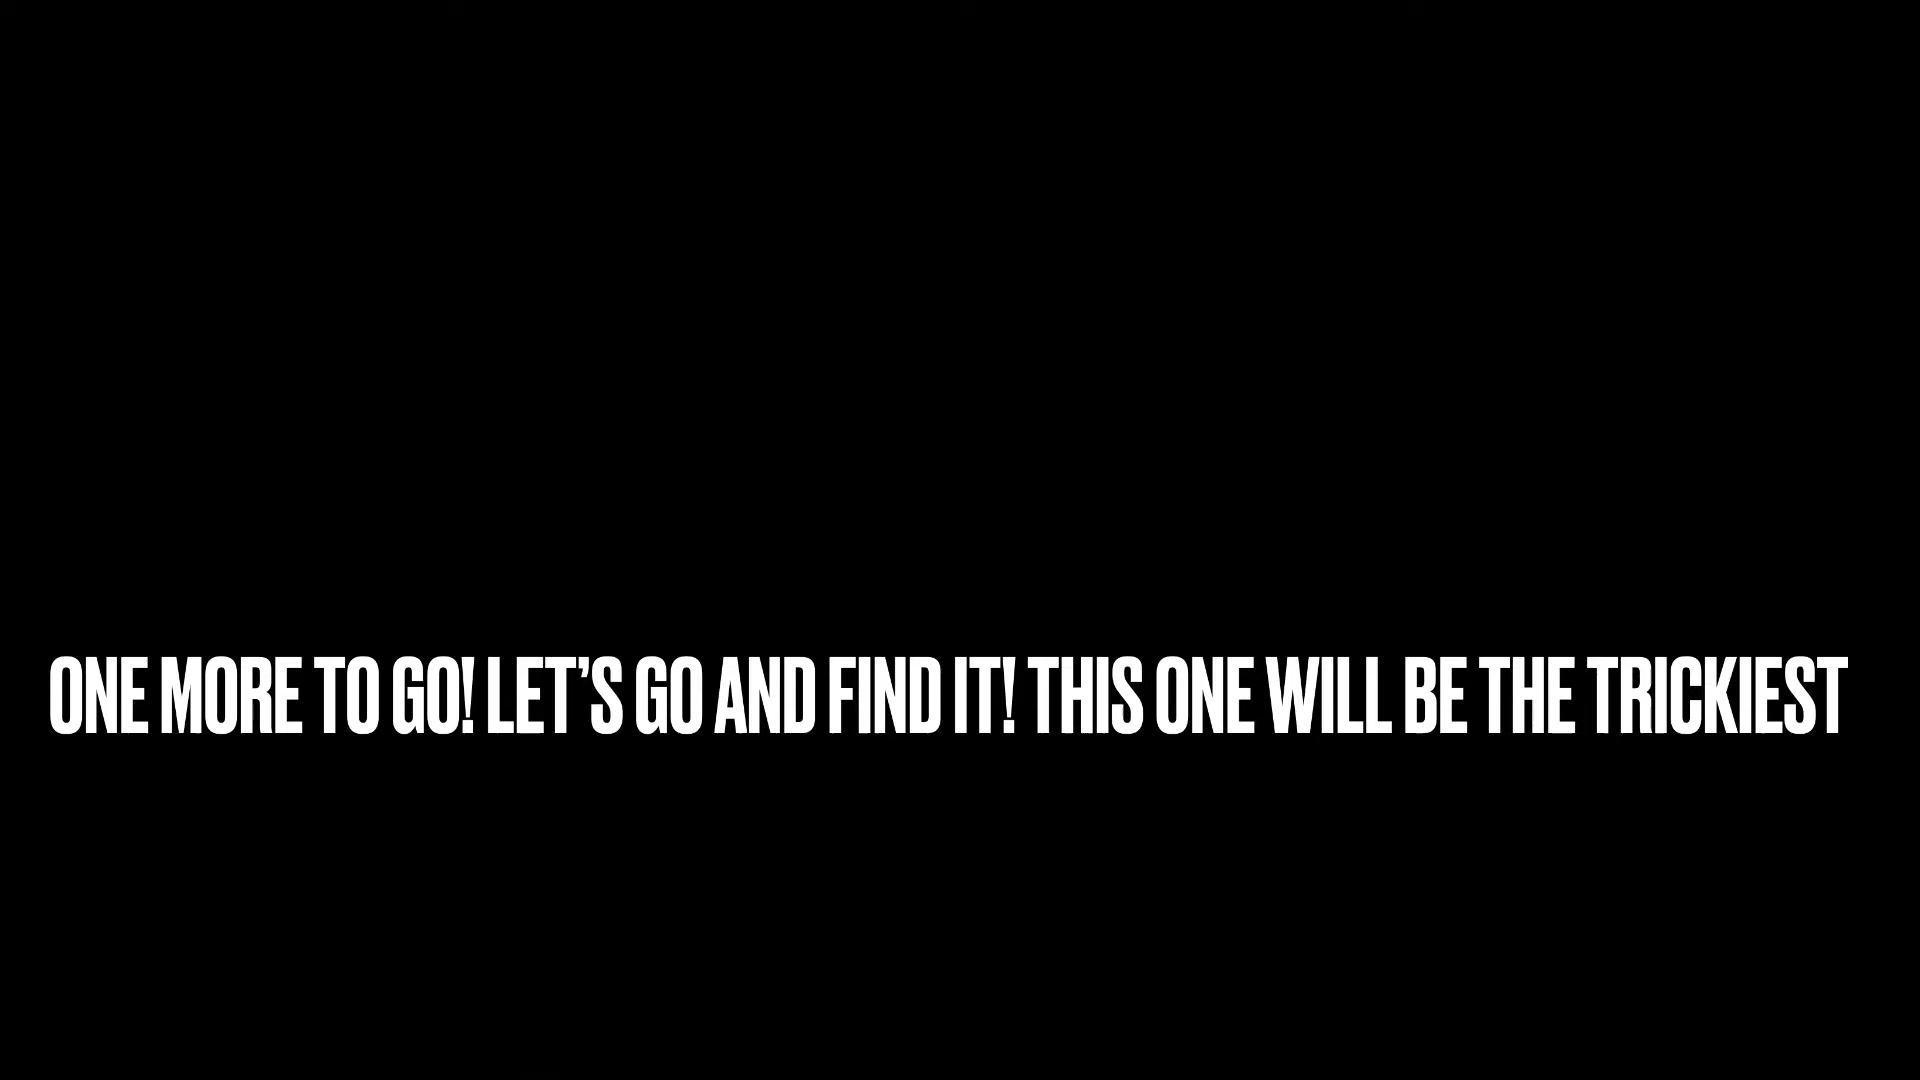 ONE MORE TO GO! LET’S GO AND FIND IT! THIS ONE WILL BE THE TRICKIEST